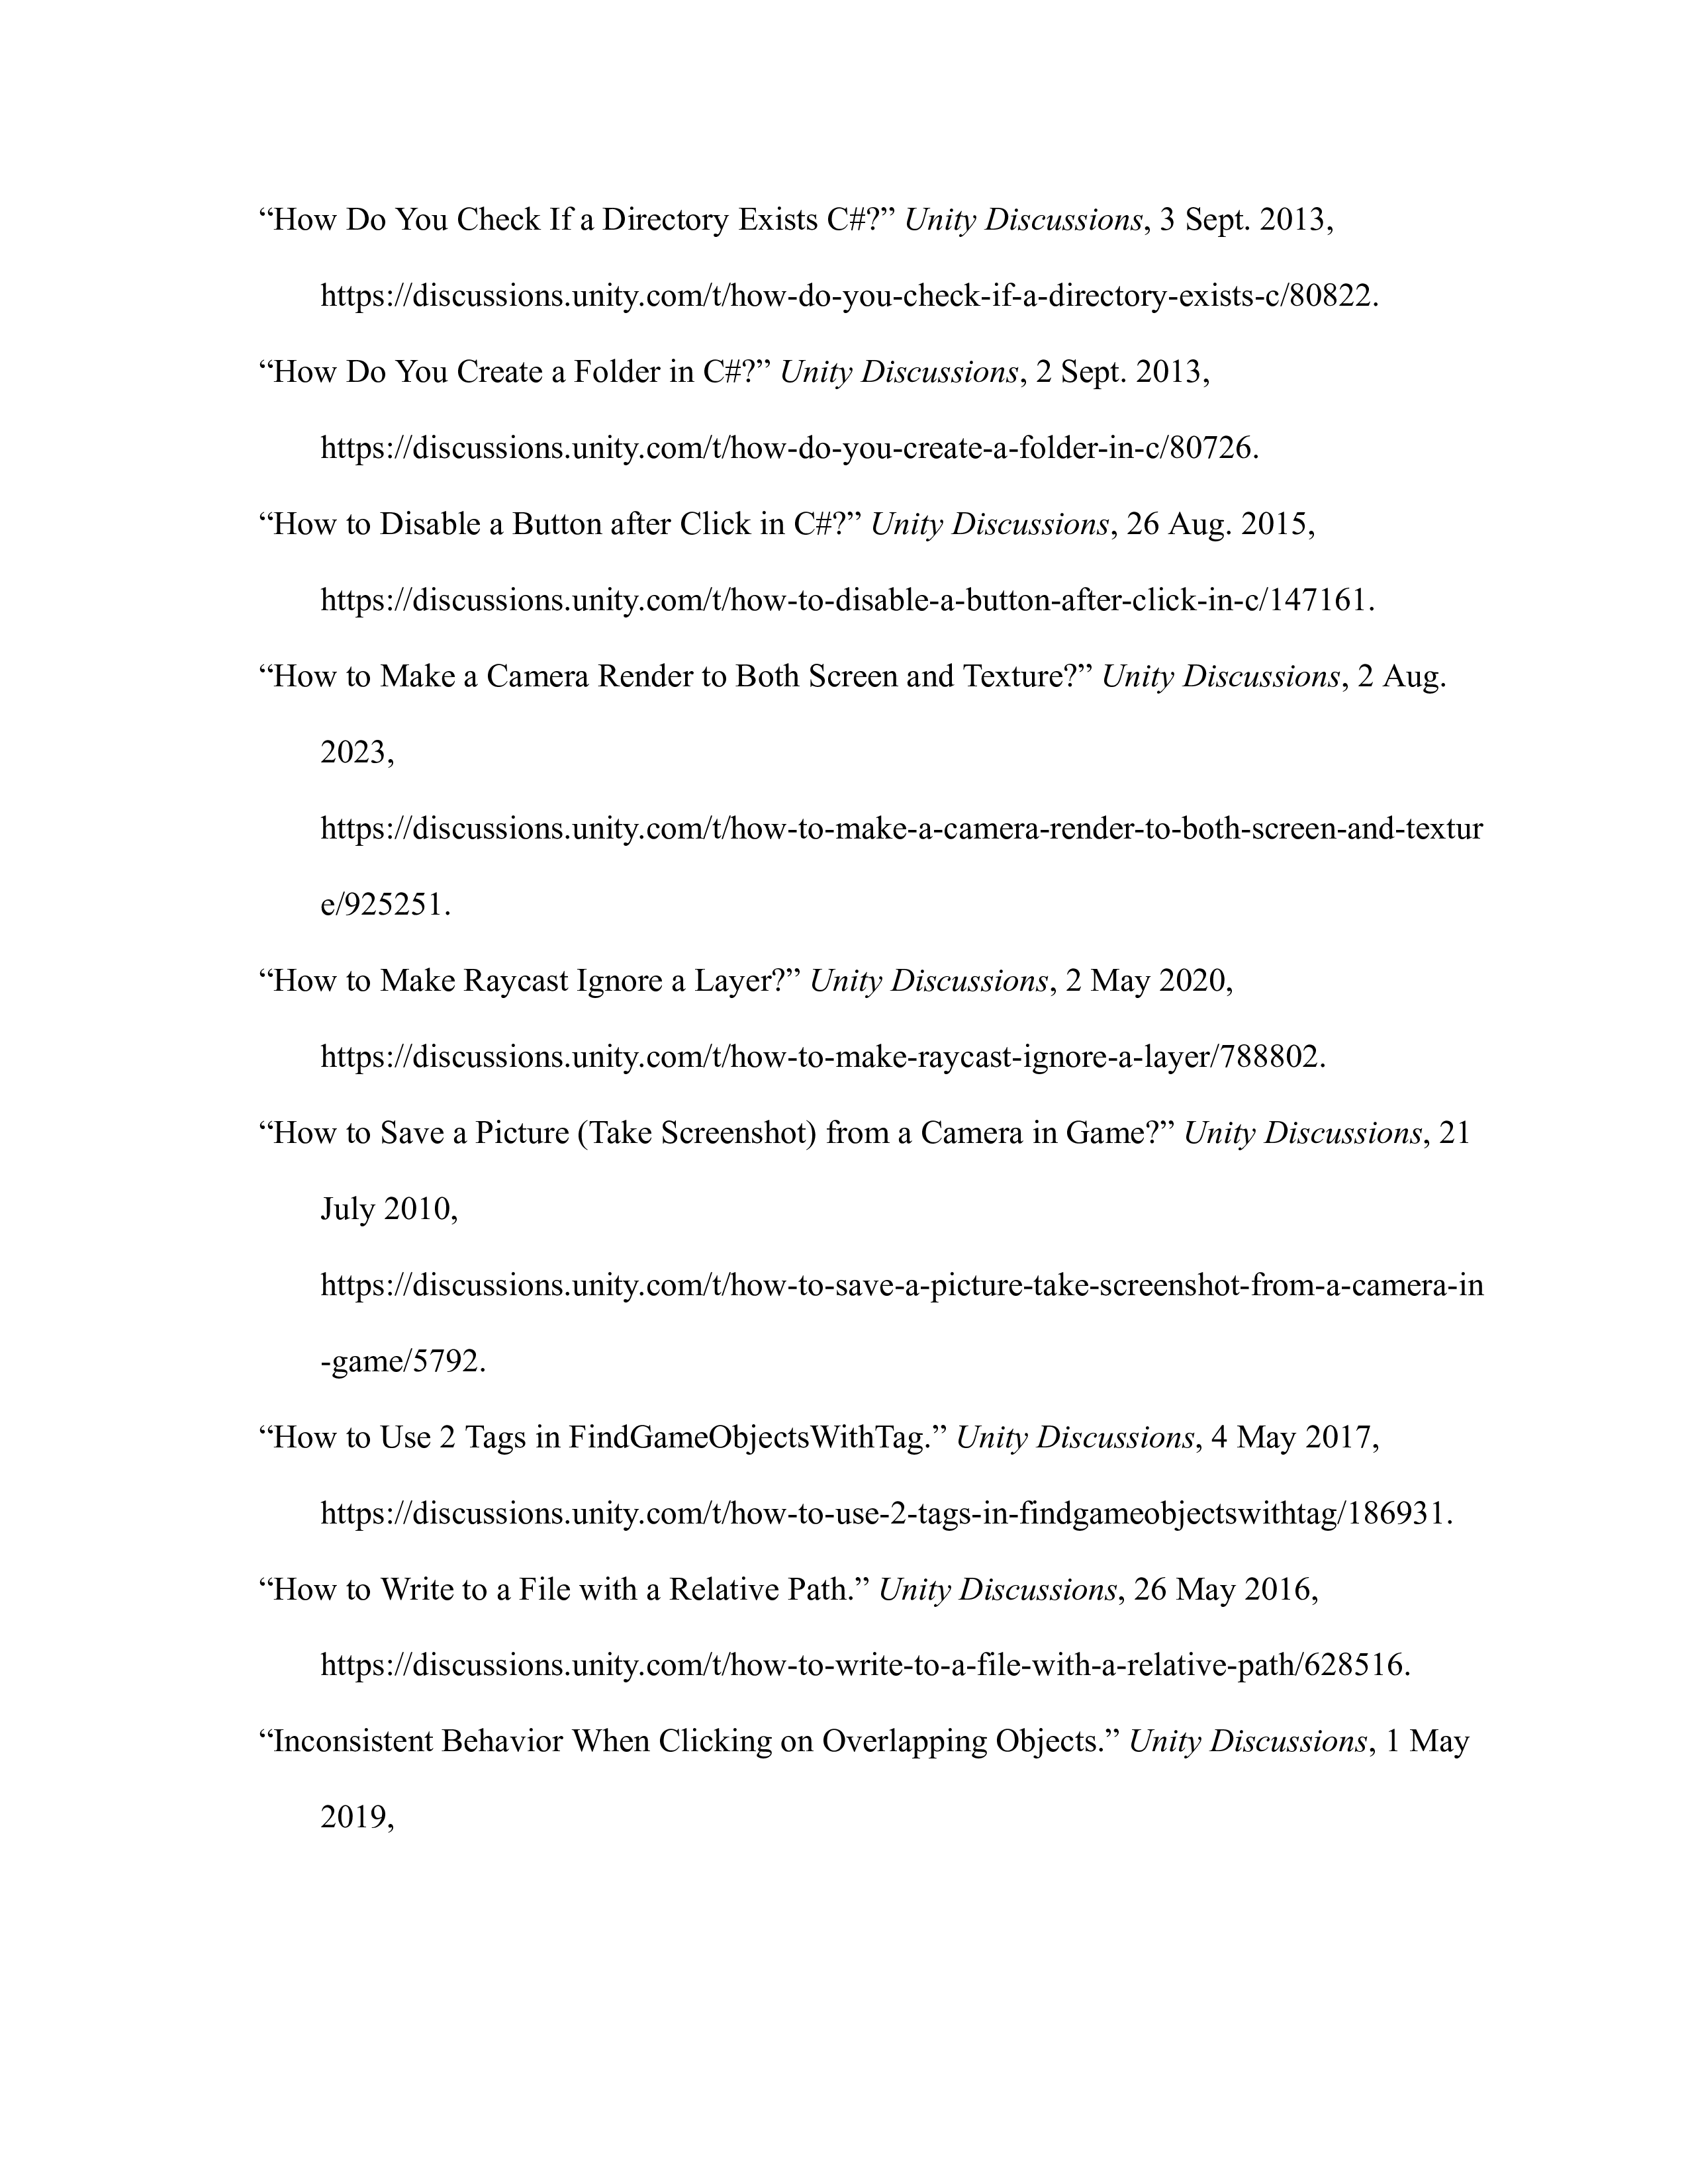 “How Do You Check If a Directory Exists C#?” Unity Discussions, 3 Sept. 2013,
https://discussions.unity.com/t/how-do-you-check-if-a-directory-exists-c/80822.
“How Do You Create a Folder in C#?” Unity Discussions, 2 Sept. 2013,
https://discussions.unity.com/t/how-do-you-create-a-folder-in-c/80726.
“How to Disable a Button after Click in C#?” Unity Discussions, 26 Aug. 2015,
https://discussions.unity.com/t/how-to-disable-a-button-after-click-in-c/147161.
“How to Make a Camera Render to Both Screen and Texture?” Unity Discussions, 2 Aug.
2023,
https://discussions.unity.com/t/how-to-make-a-camera-render-to-both-screen-and-textur
e/925251.
“How to Make Raycast Ignore a Layer?” Unity Discussions, 2 May 2020,
https://discussions.unity.com/t/how-to-make-raycast-ignore-a-layer/788802.
“How to Save a Picture (Take Screenshot) from a Camera in Game?” Unity Discussions, 21
July 2010,
https://discussions.unity.com/t/how-to-save-a-picture-take-screenshot-from-a-camera-in
-game/5792.
“How to Use 2 Tags in FindGameObjectsWithTag.” Unity Discussions, 4 May 2017,
https://discussions.unity.com/t/how-to-use-2-tags-in-findgameobjectswithtag/186931.
“How to Write to a File with a Relative Path.” Unity Discussions, 26 May 2016,
https://discussions.unity.com/t/how-to-write-to-a-file-with-a-relative-path/628516.
“Inconsistent Behavior When Clicking on Overlapping Objects.” Unity Discussions, 1 May
2019,